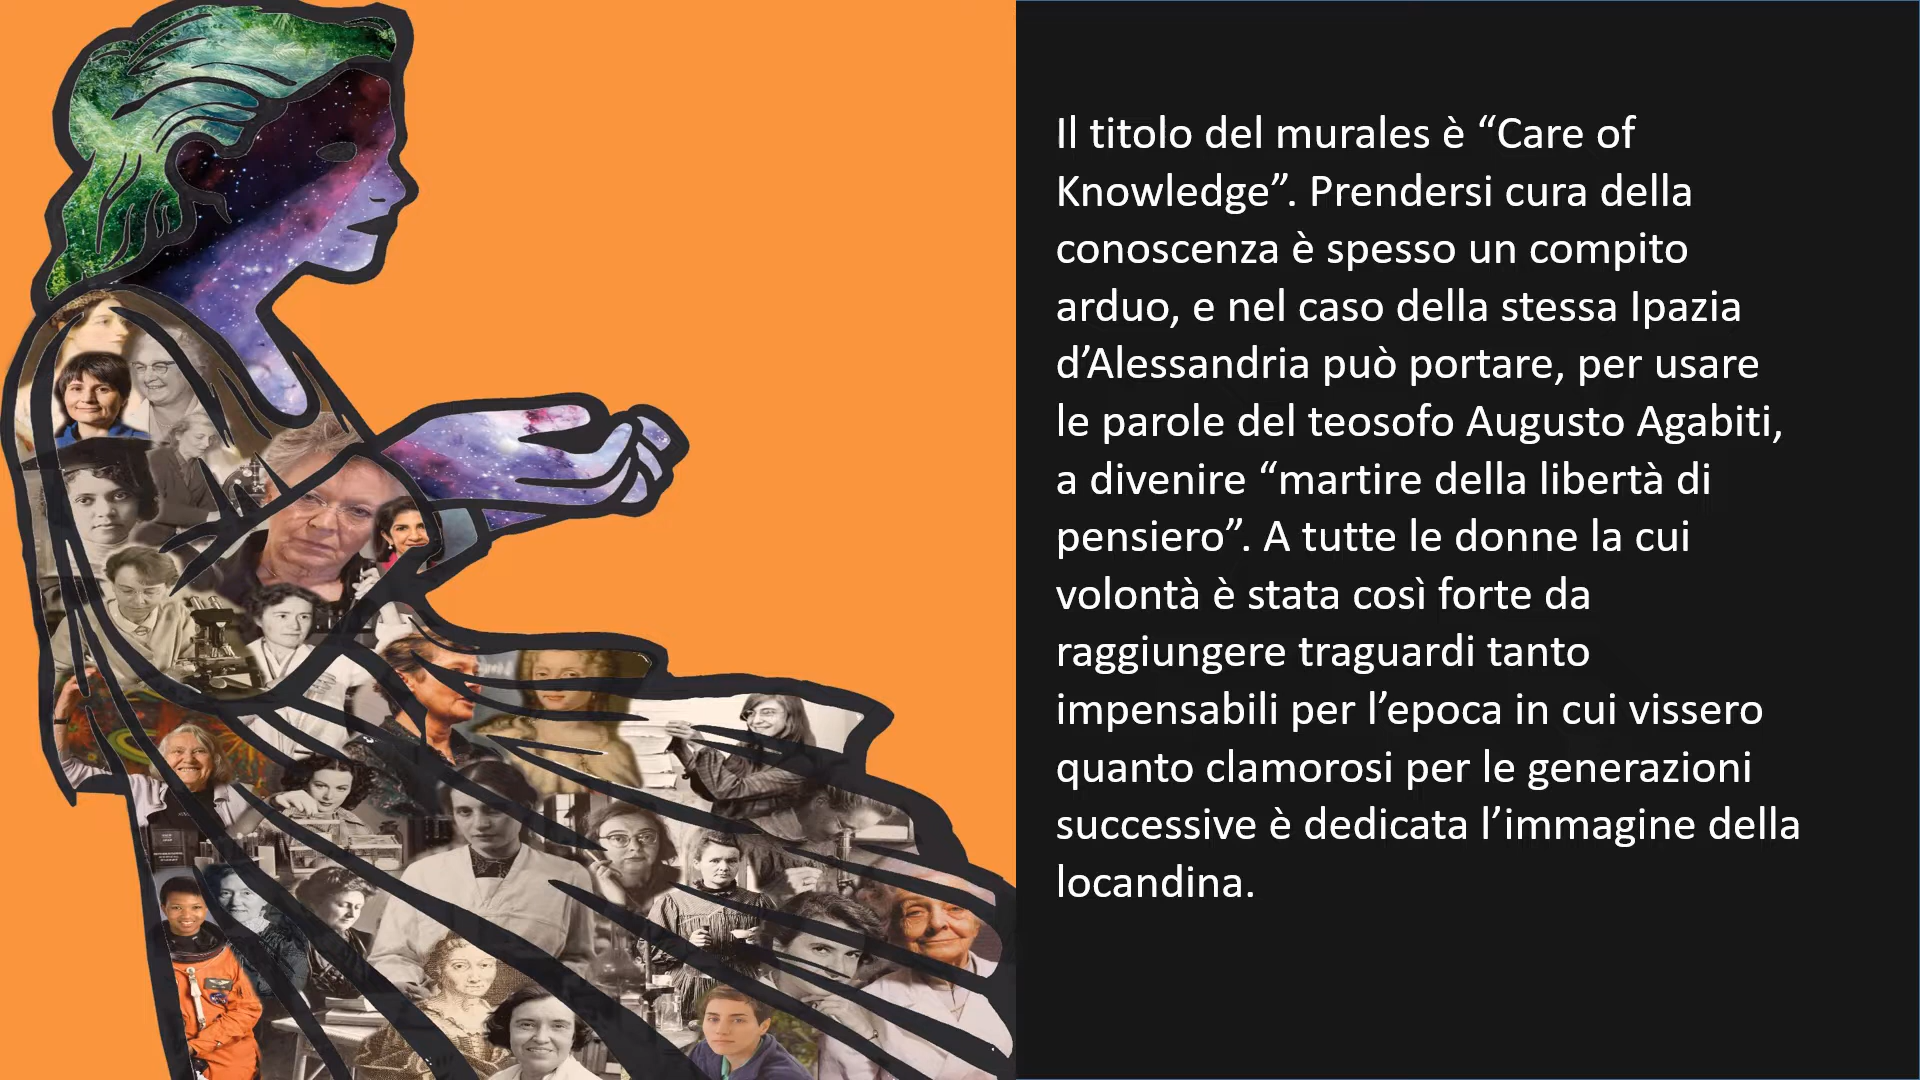 Il titolo del murales è “Care of
Knowledge”. Prendersi cura della
conoscenza è spesso un compito
arduo, e nel caso della stessa Ipazia
d’Alessandria può portare, per usare
le parole del teosofo Augusto Agabiti,
a divenire “martire della libertà di
pensiero”. A tutte le donne la cui
volontà è stata così forte da
raggiungere traguardi tanto
impensabili per l’epoca in cui vissero
quanto clamorosi per le generazioni
successive è dedicata l’immagine della
locandina.